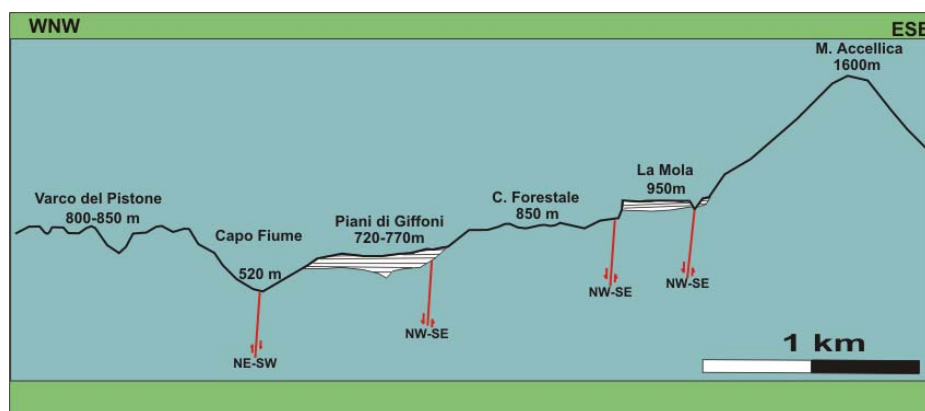 WNW
ESE
M. Accellica
1600m
La Mola
950m
C. Forestale
850 m
Varco del Pistone
800-850 m
Piani di Giffoni
720-770m
Capo Fiume
520 m
NW-SE
NW-SE
NW-SE
NE-SW
1 km